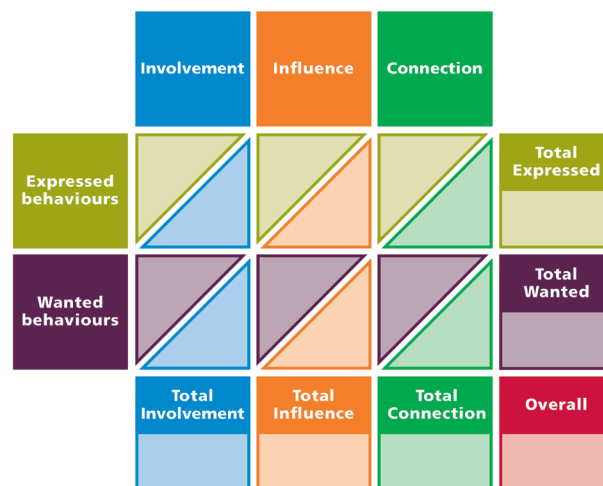 Involvement
Influence
Connection
Expressed
behaviours
Total
Expressed
Wanted
behaviours
Total
Wanted
Total
Involvement
Total
Influence
Total
Connection
Overall